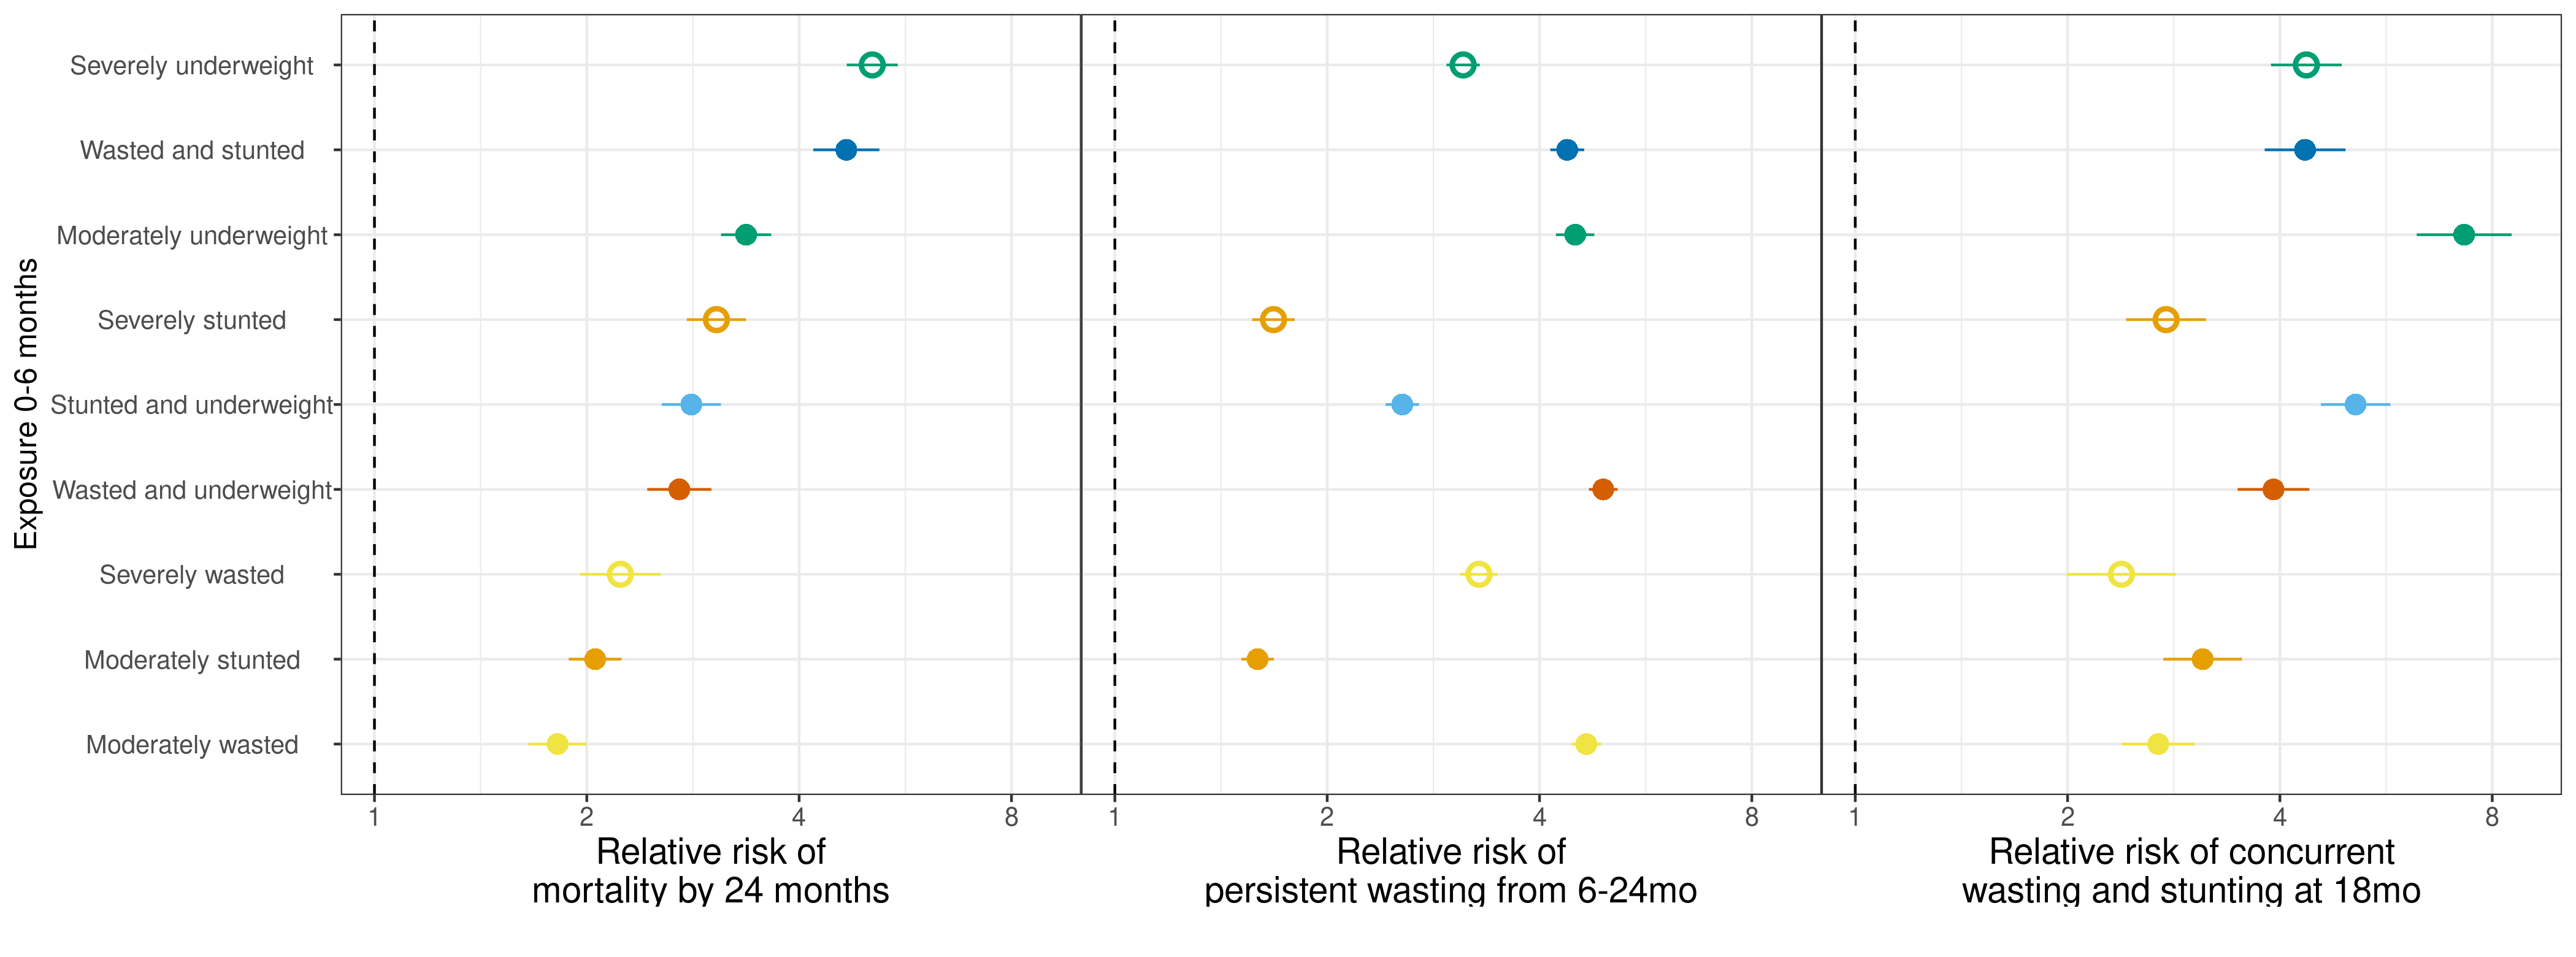 Exposure 0-6 months
Severely underweight
Wasted and stunted
Moderately underweight
Severely stunted
Stunted and underweight
Wasted and underweight
Severely wasted
Moderately stunted
Moderately wasted
1 2 4 8 1 2 4 8 1 2 4 8
Relative risk of
mortality by 24 months
Relative risk of
persistent wasting from 6-24mo
Relative risk of concurrent
wasting and stunting at 18mo